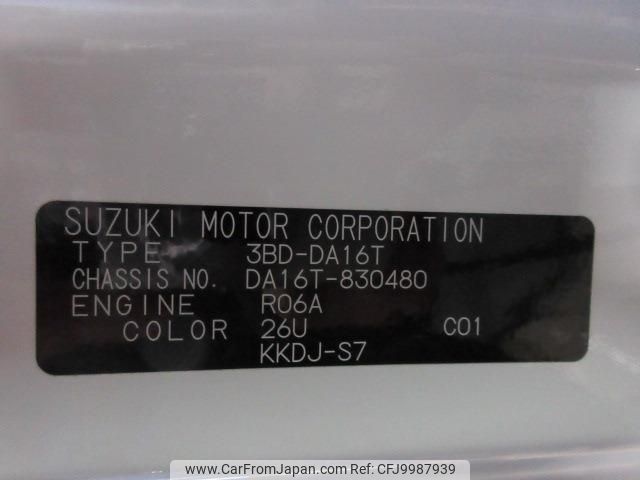 SUZUKI MOTOR CORPORATION
TYPE 3BD-DA16T
CHASSIS NO. DA16T-830480
ENGINE R06A
COLOR 26U C01
KKDJ-S7
www.CarFromJapan.com | ID:CFJ9987939